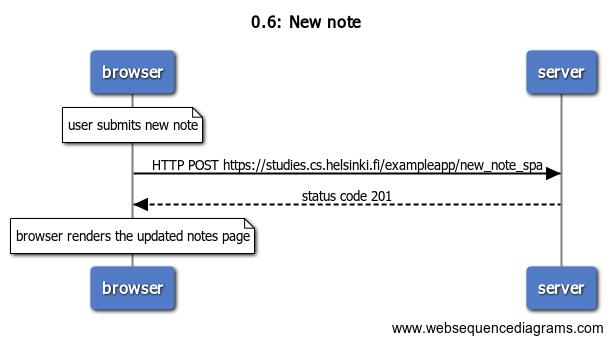 0.6: New note
browser
server
user submits new note
HTTP POST https://studies.cs.helsinki.fi/exampleapp/new_note_spa
status code 201
browser renders the updated notes page
browser
server
www.websequencediagrams.com